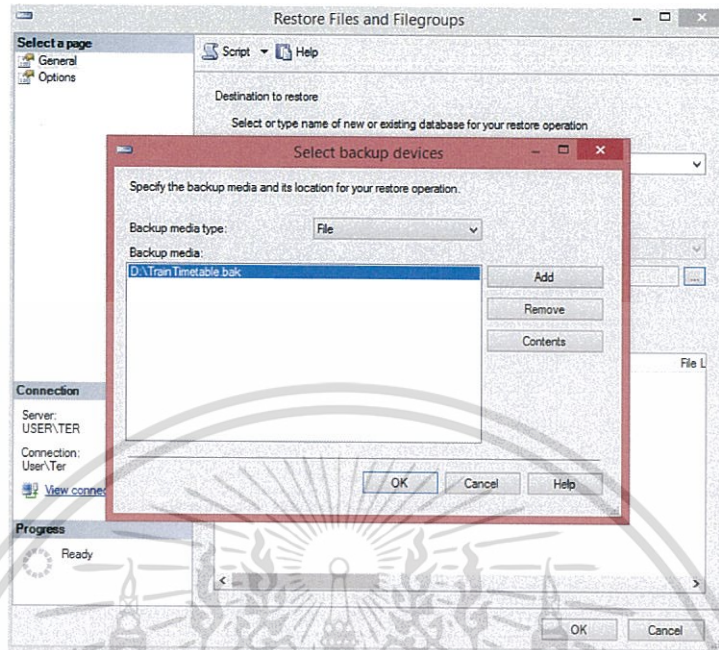 Restore Files and Filegroups
Select a page
General
Options
Script Help
Destination to restore
Select or type name of new or existing database for your restore operation
Select backup devices
Specify the backup media and its location for your restore operation.
Backup media type: File
Backup media:
D:\TrainTimetable.bak
Add
Remove
Contents
File L
Connection
Server:
USER\TER
Connection:
User\Ter
View connec
OK Cancel Help
Progress
Ready
OK Cancel